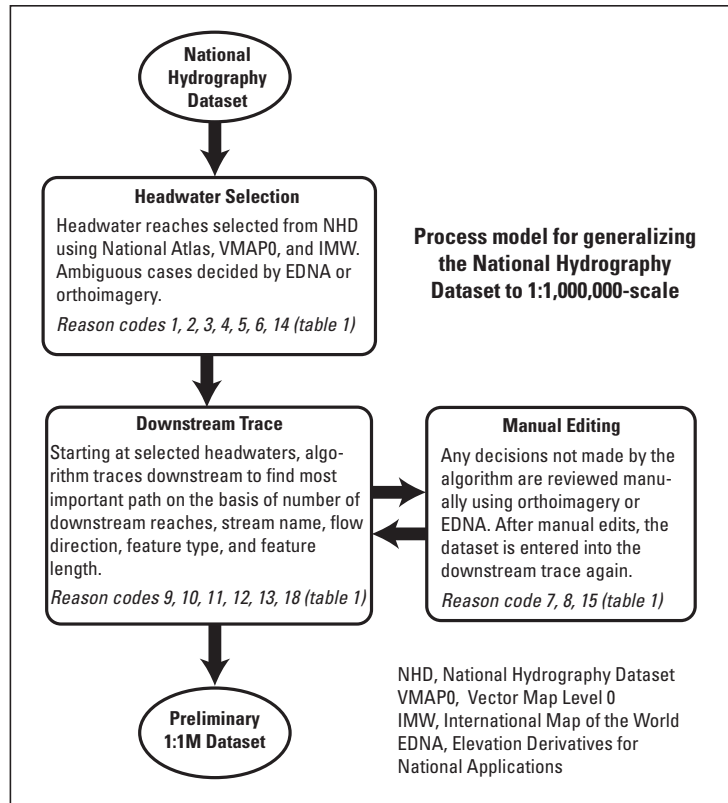 National
Hydrography
Dataset
Headwater Selection
Headwater reaches selected from NHD
using National Atlas, VMAP0, and IMW.
Ambiguous cases decided by EDNA or
orthoimagery.
Reason codes 1, 2, 3, 4, 5, 6, 14 (table 1)
Process model for generalizing
the National Hydrography
Dataset to 1:1,000,000-scale
Downstream Trace
Starting at selected headwaters, algo-
rithm traces downstream to find most
important path on the basis of number of
downstream reaches, stream name, flow
direction, feature type, and feature
length.
Reason codes 9, 10, 11, 12, 13, 18 (table 1)
Manual Editing
Any decisions not made by the
algorithm are reviewed manu-
ally using orthoimagery or
EDNA. After manual edits, the
dataset is entered into the
downstream trace again.
Reason code 7, 8, 15 (table 1)
Preliminary
1:1M Dataset
NHD, National Hydrography Dataset
VMAP0, Vector Map Level 0
IMW, International Map of the World
EDNA, Elevation Derivatives for
National Applications